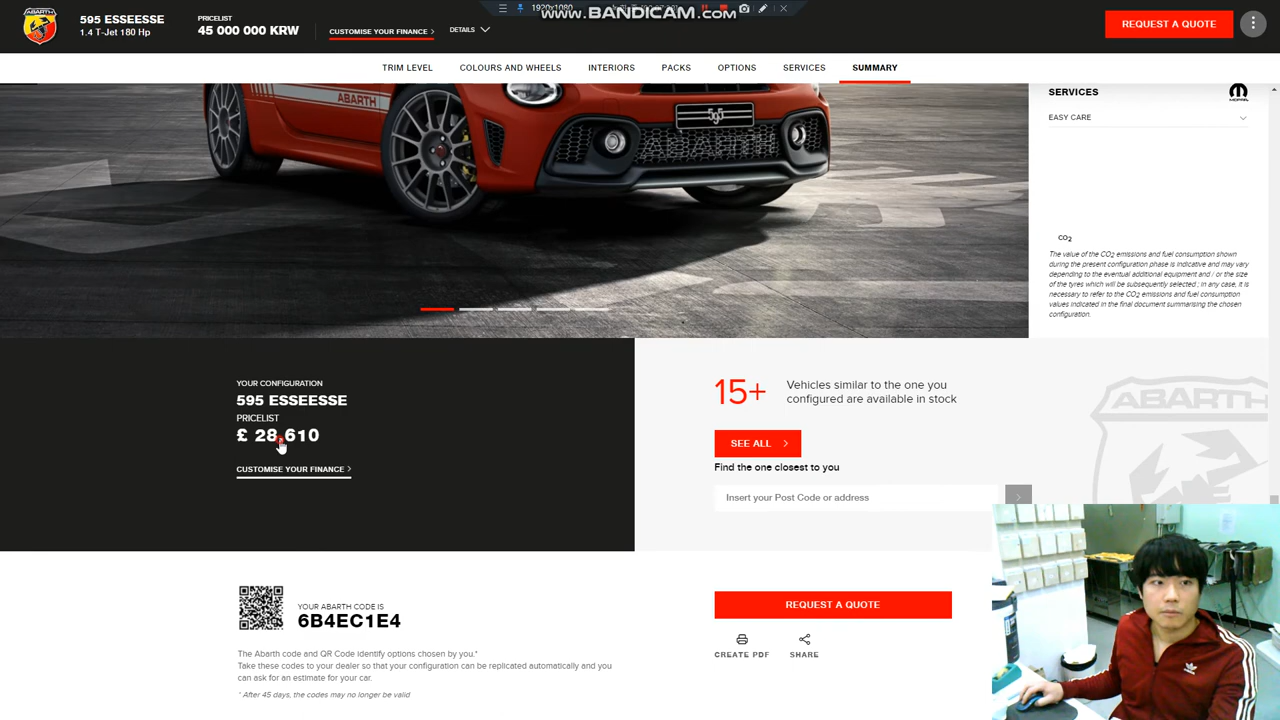 1920x1080
www.BANDICAM.com
ABARTH
595 ESSEESSE
1.4 T-Jet 180 Hp
PRICELIST
45 000 000 KRW
CUSTOMISE YOUR FINANCE
DETAILS
REQUEST A QUOTE
TRIM LEVEL
COLOURS AND WHEELS
INTERIORS
PACKS
OPTIONS
SERVICES
SUMMARY
ABARTH
595
ABARTH
SERVICES
MOPAR
EASY CARE
CO2
The value of the CO2 emissions and fuel consumption shown
during the present configuration phase is indicative and may vary
depending to the eventual additional equipment and / or the size
of the tyres which will be subsequently selected ; in any case, it is
necessary to refer to the CO2 emissions and fuel consumption
values indicated in the final document summarising the chosen
configuration.
YOUR CONFIGURATION
595 ESSEESSE
PRICELIST
£ 28,610
CUSTOMISE YOUR FINANCE
15+
Vehicles similar to the one you
configured are available in stock
SEE ALL
Find the one closest to you
Insert your Post Code or address
ABARTH
YOUR ABARTH CODE IS
6B4EC1E4
The Abarth code and QR Code identify options chosen by you.*
Take these codes to your dealer so that your configuration can be replicated automatically and you
can ask for an estimate for your car.
* After 45 days, the codes may no longer be valid
REQUEST A QUOTE
CREATE PDF
SHARE